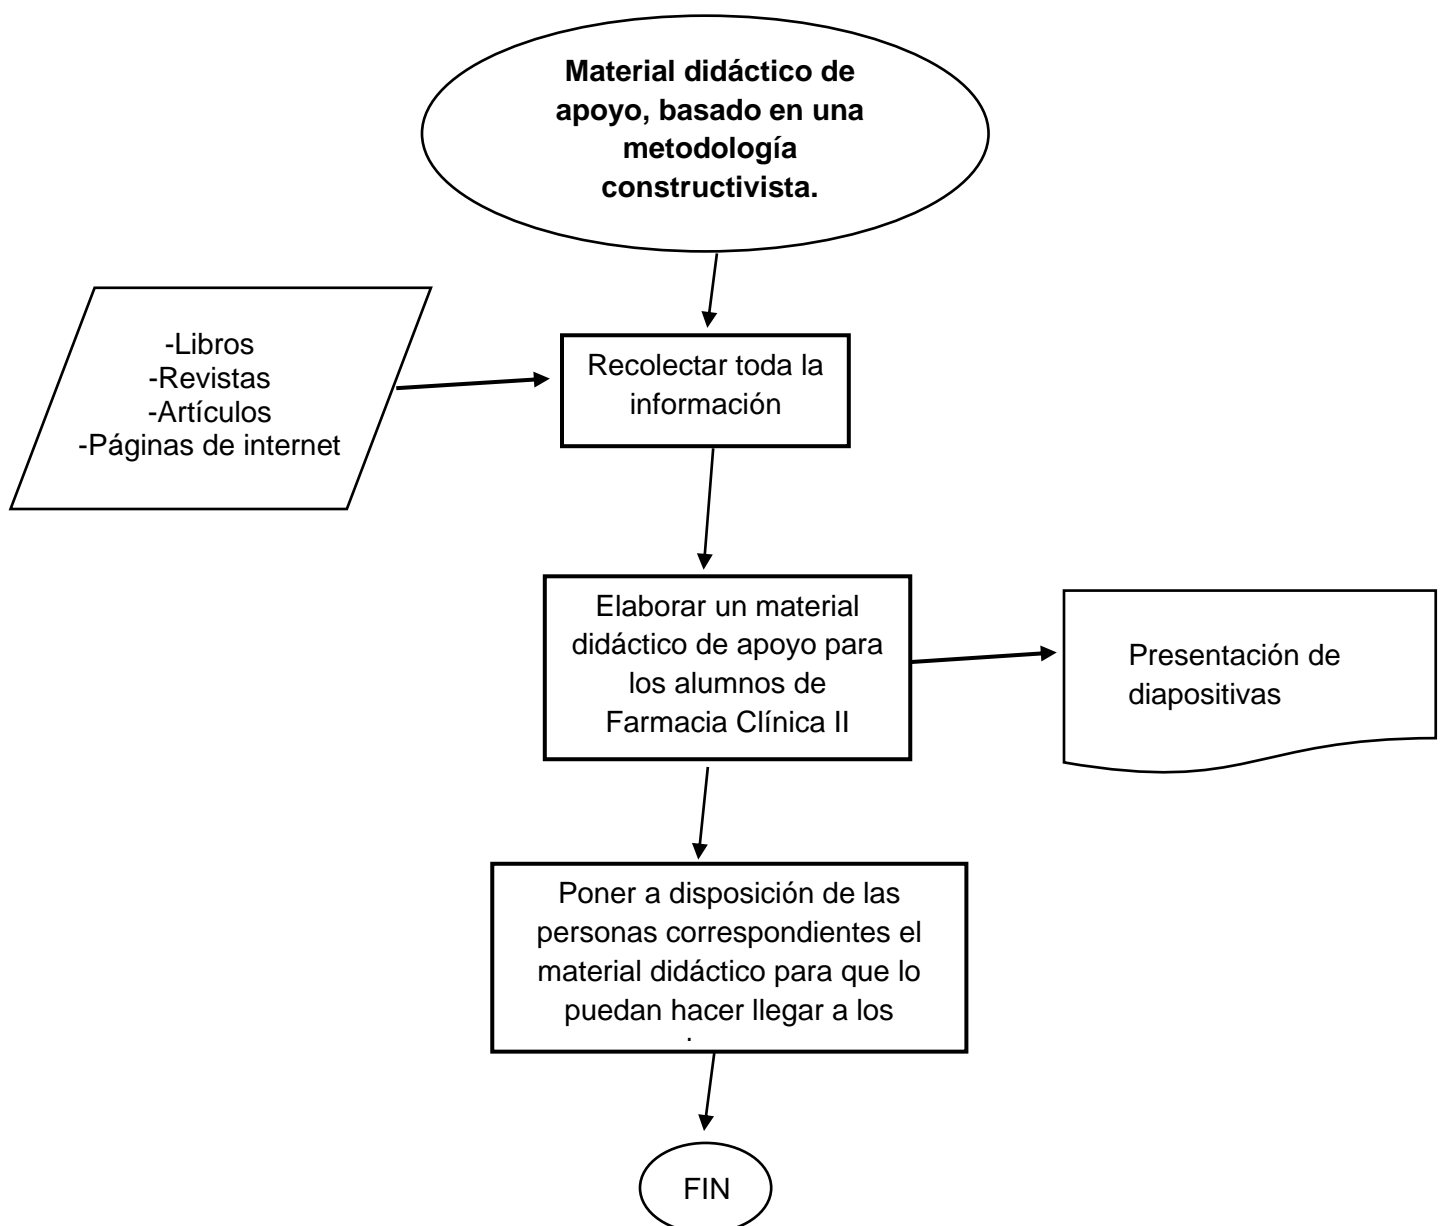 Material didáctico de
apoyo, basado en una
metodología
constructivista.
-Libros
-Revistas
-Artículos
-Páginas de internet
Recolectar toda la
información
Elaborar un material
didáctico de apoyo para
los alumnos de
Farmacia Clínica II
Presentación de
diapositivas
Poner a disposición de las
personas correspondientes el
material didáctico para que lo
puedan hacer llegar a los
FIN